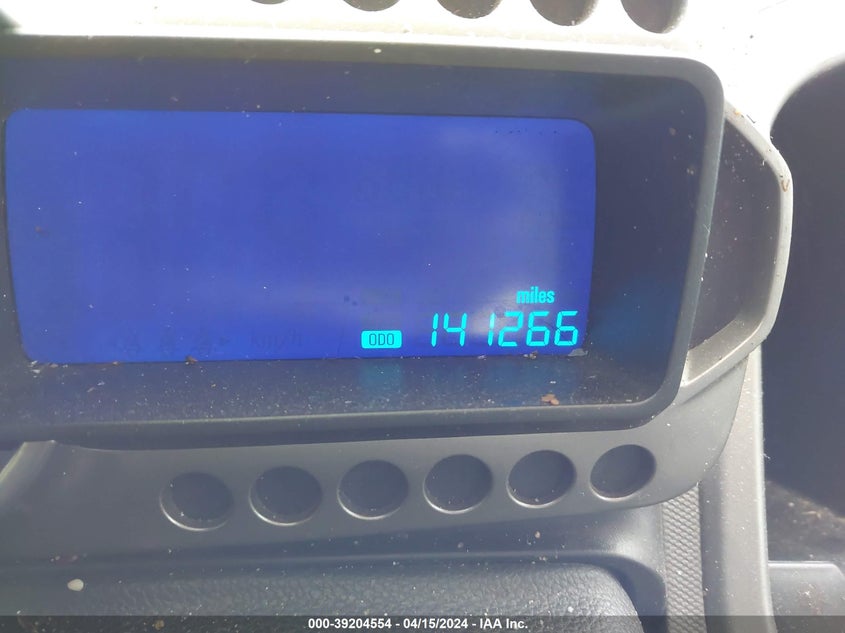 miles
ODO 141266
000-39204554 - 04/15/2024 - IAA Inc.